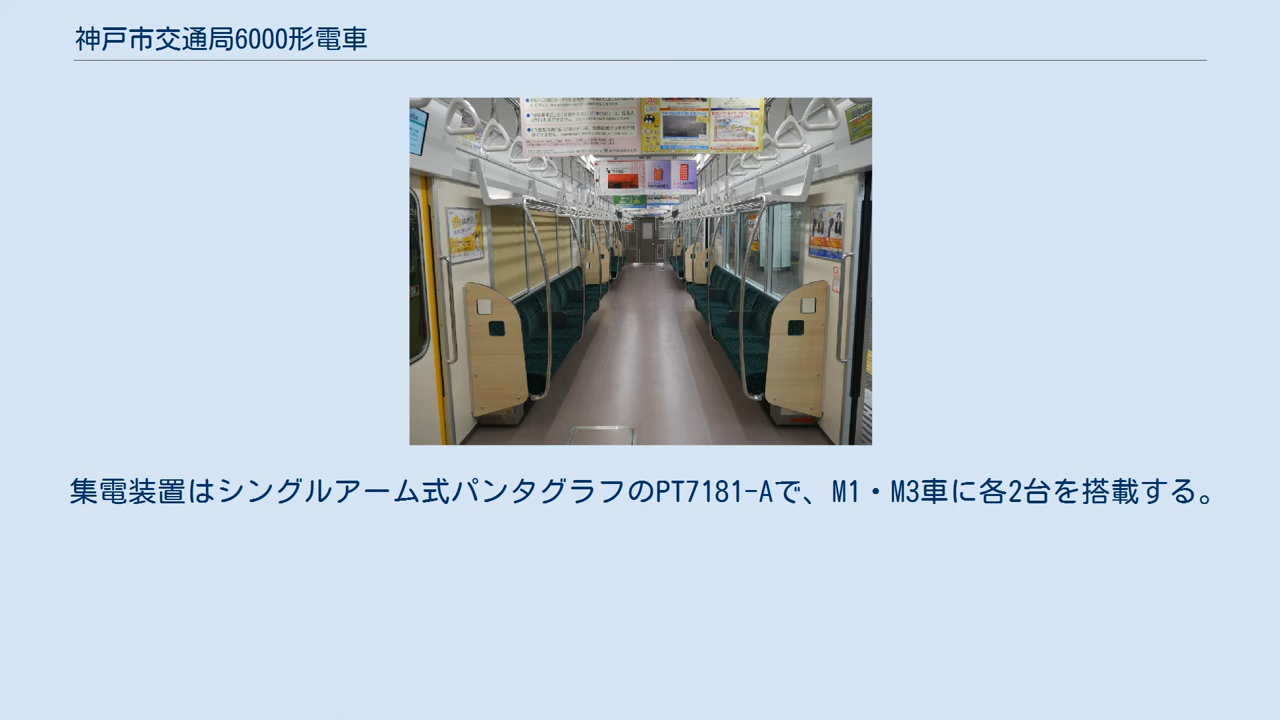 神戸市交通局6000形電車
集電装置はシングルアーム式パンタグラフのPT7181-Aで、M1・M3車に各2台を搭載する。